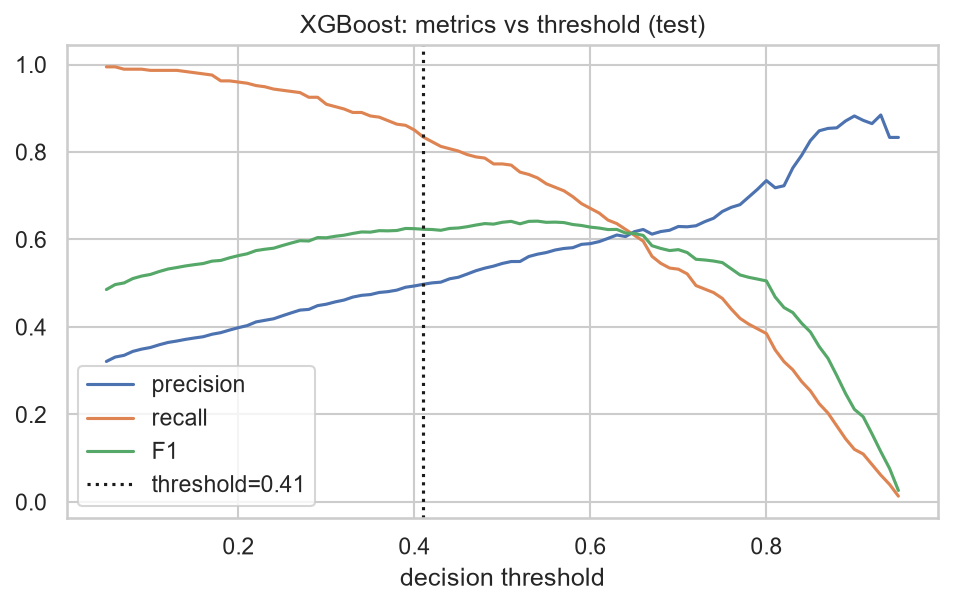 XGBoost: metrics vs threshold (test)
1.0
0.8
0.6
0.4
0.2
0.0
precision
recall
F1
threshold=0.41
0.2 0.4 0.6 0.8
decision threshold